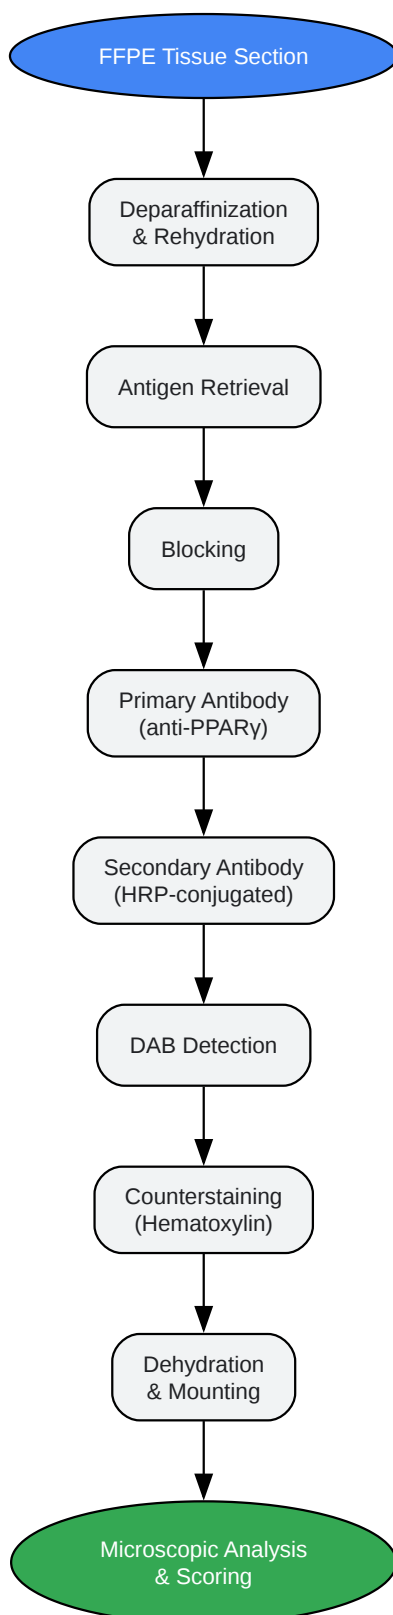 FFPE Tissue Section
Deparaffinization
& Rehydration
Antigen Retrieval
Blocking
Primary Antibody
(anti-PPARγ)
Secondary Antibody
(HRP-conjugated)
DAB Detection
Counterstaining
(Hematoxylin)
Dehydration
& Mounting
Microscopic Analysis
& Scoring